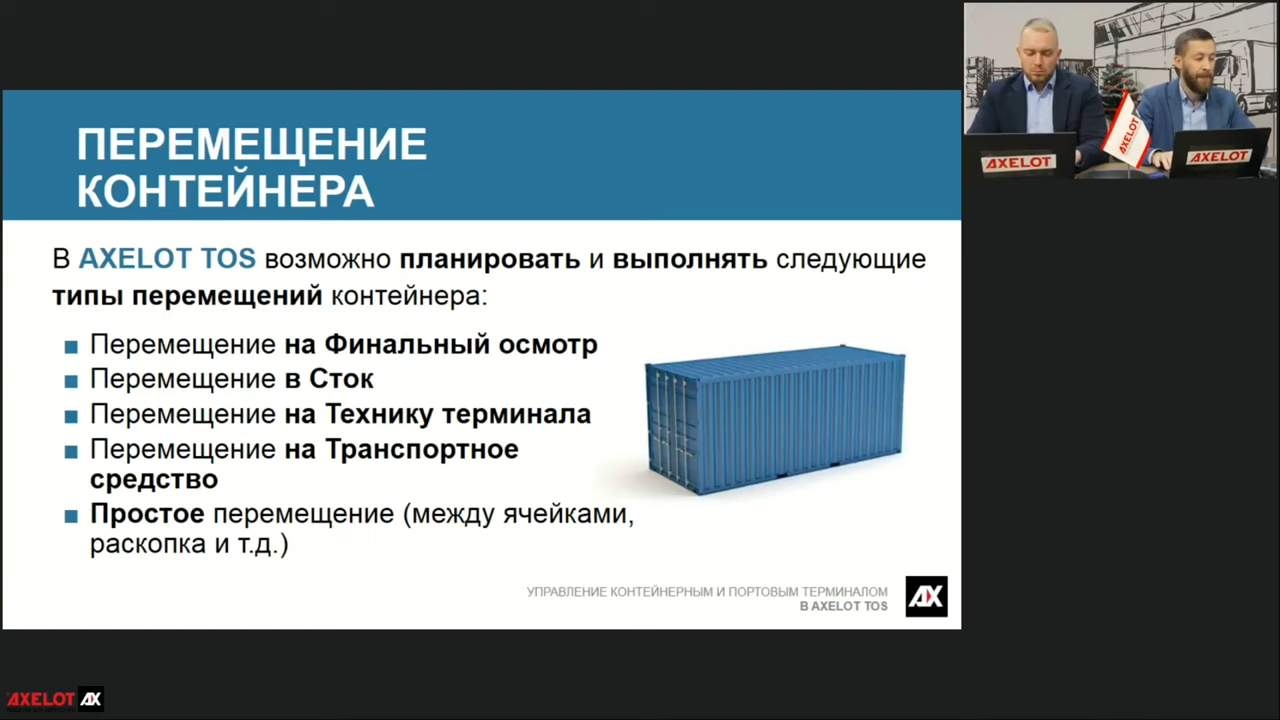 ПЕРЕМЕЩЕНИЕ
КОНТЕЙНЕРА
В AXELOT TOS возможно планировать и выполнять следующие
типы перемещений контейнера:
Перемещение на Финальный осмотр
Перемещение в Сток
Перемещение на Технику терминала
Перемещение на Транспортное
средство
Простое перемещение (между ячейками,
раскопка и т.д.)
УПРАВЛЕНИЕ КОНТЕЙНЕРНЫМ И ПОРТОВЫМ ТЕРМИНАЛОМ
В AXELOT TOS
AX
AXELOT
AXELOT
AXELOT
AXELOT AX